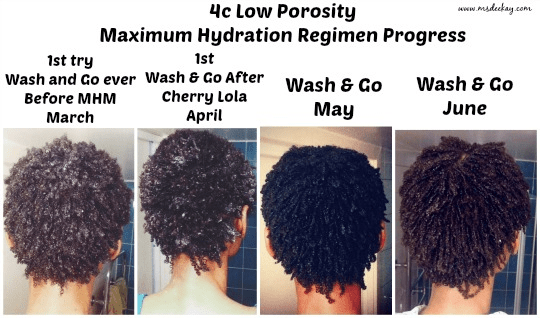 www.msdeekay.com
4c Low Porosity
Maximum Hydration Regimen Progress
1st try
Wash and Go ever
Before MHM
March
1st
Wash & Go After
Cherry Lola
April
Wash & Go
May
Wash & Go
June